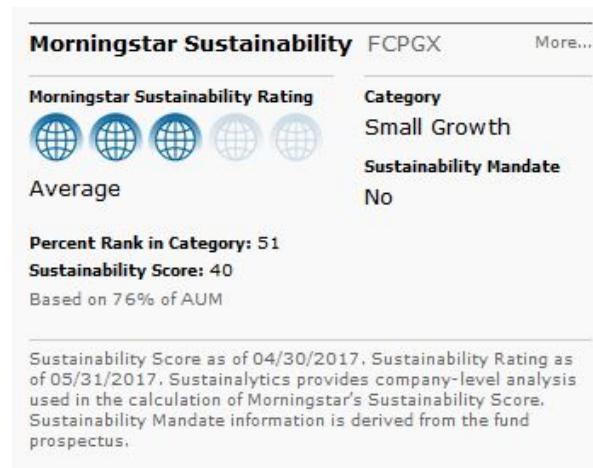 Morningstar Sustainability FCPGX More...
Morningstar Sustainability Rating
Average
Percent Rank in Category: 51
Sustainability Score: 40
Based on 76% of AUM
Category
Small Growth
Sustainability Mandate
No
Sustainability Score as of 04/30/2017. Sustainability Rating as
of 05/31/2017. Sustainalytics provides company-level analysis
used in the calculation of Morningstar’s Sustainability Score.
Sustainability Mandate information is derived from the fund
prospectus.